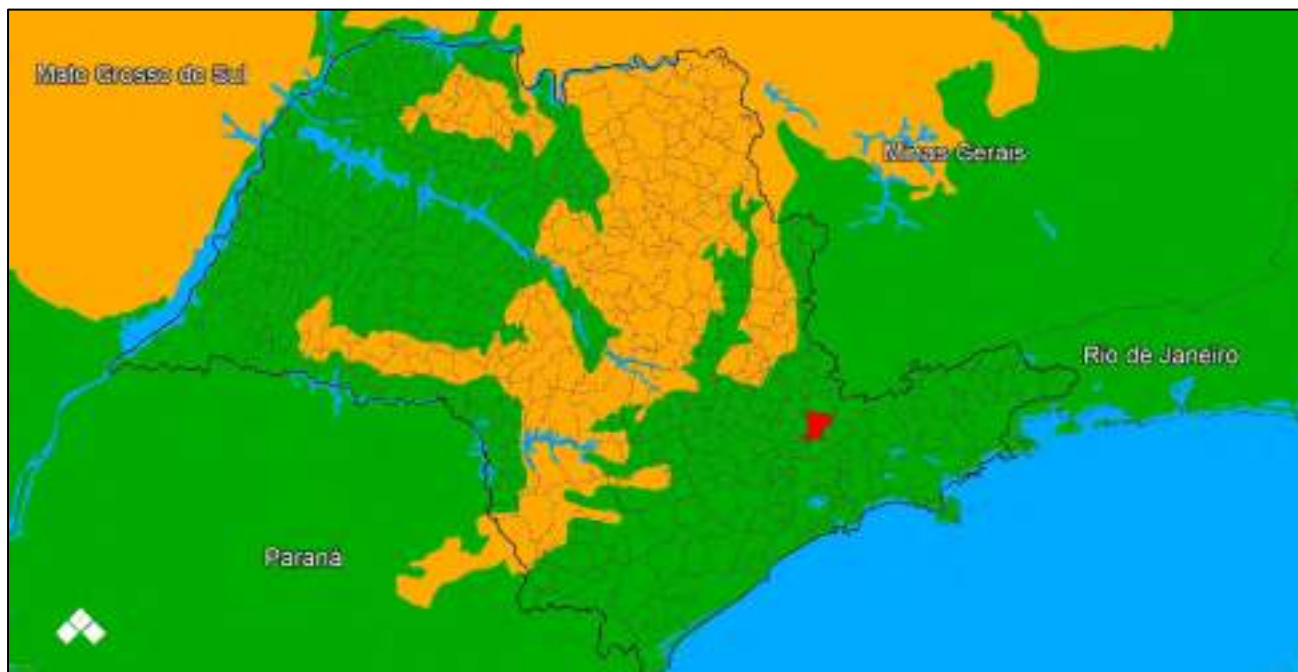 Mato Grosso do Sul
Minas Gerais
Rio de Janeiro
Paraná